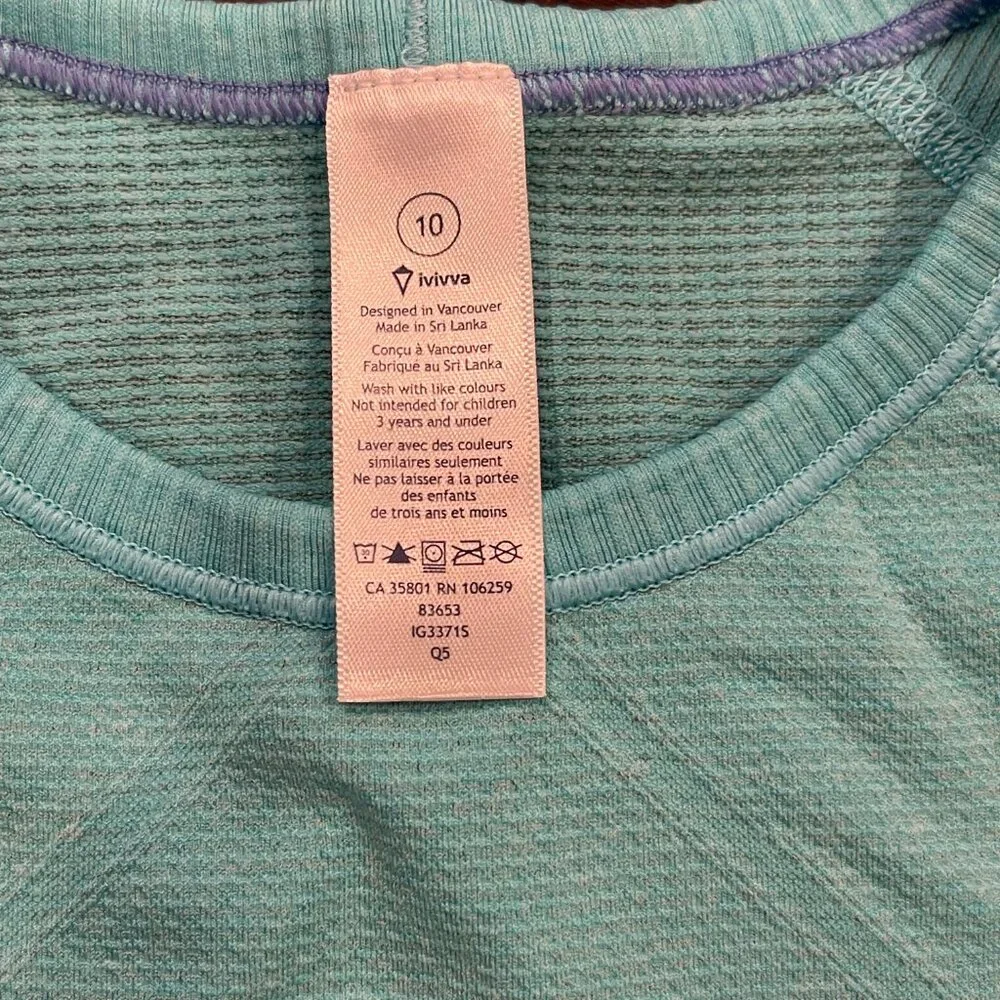 10
ivivva
Designed in Vancouver
Made in Sri Lanka
Conçu à Vancouver
Fabrique au Sri Lanka
Wash with like colours
Not intended for children
3 years and under
Laver avec des couleurs
similaires seulement
Ne pas laisser à la portée
des enfants
de trois ans et moins
30
CA 35801 RN 106259
83653
IG3371S
Q5